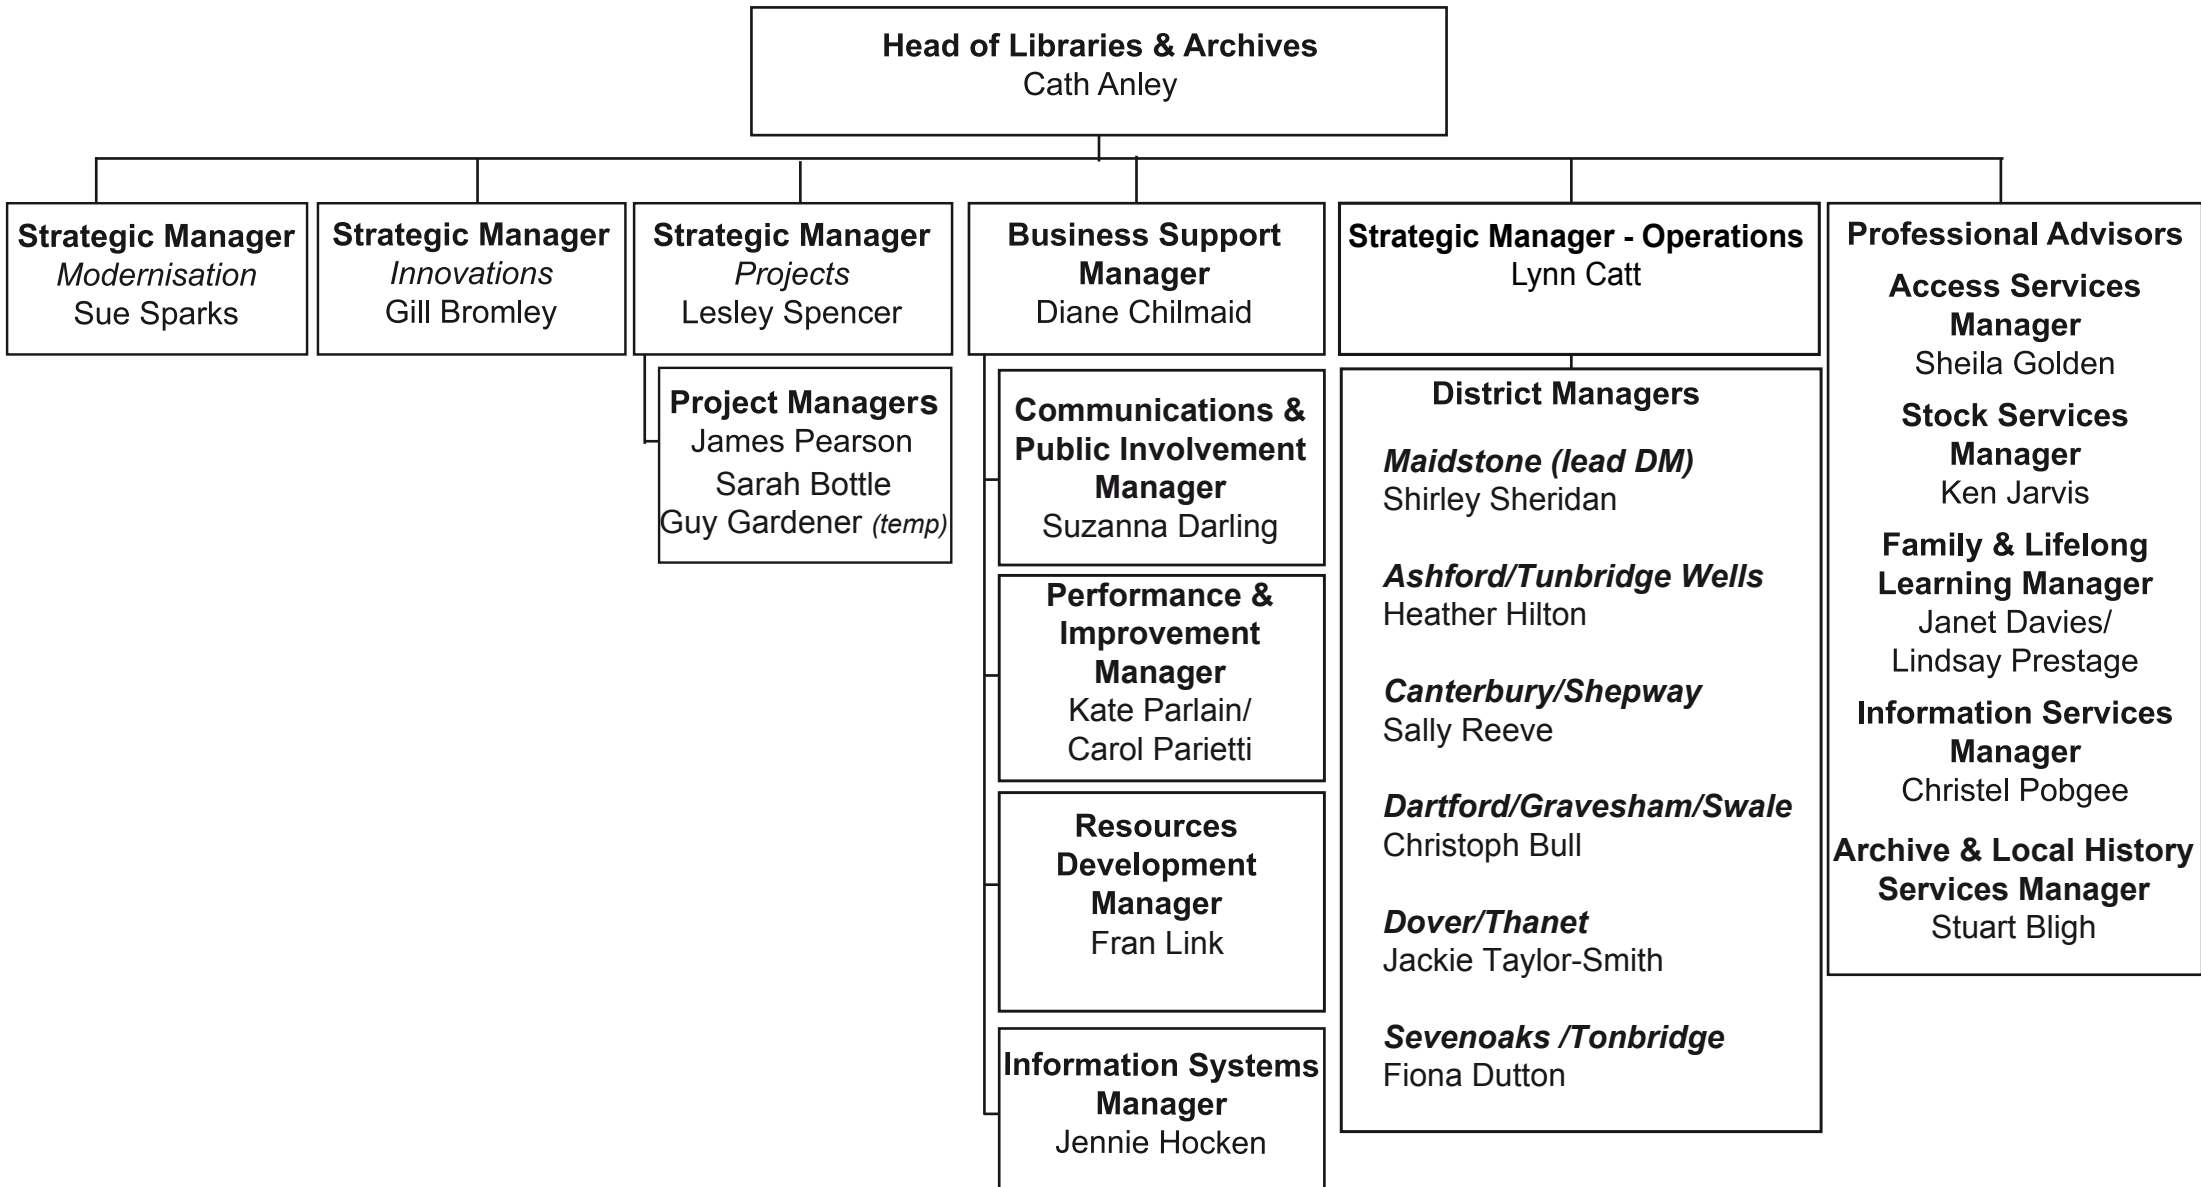 Head of Libraries & Archives
Cath Anley
Strategic Manager
Modernisation
Sue Sparks
Strategic Manager
Innovations
Gill Bromley
Strategic Manager
Projects
Lesley Spencer
Project Managers
James Pearson
Sarah Bottle
Guy Gardener (temp)
Business Support
Manager
Diane Chilmaid
Communications &
Public Involvement
Manager
Suzanna Darling
Performance &
Improvement
Manager
Kate Parlain/
Carol Parietti
Resources
Development
Manager
Fran Link
Information Systems
Manager
Jennie Hocken
Strategic Manager - Operations
Lynn Catt
District Managers
Maidstone (lead DM)
Shirley Sheridan
Ashford/Tunbridge Wells
Heather Hilton
Canterbury/Shepway
Sally Reeve
Dartford/Gravesham/Swale
Christoph Bull
Dover/Thanet
Jackie Taylor-Smith
Sevenoaks /Tonbridge
Fiona Dutton
Professional Advisors
Access Services
Manager
Sheila Golden
Stock Services
Manager
Ken Jarvis
Family & Lifelong
Learning Manager
Janet Davies/
Lindsay Prestage
Information Services
Manager
Christel Pobgee
Archive & Local History
Services Manager
Stuart Bligh